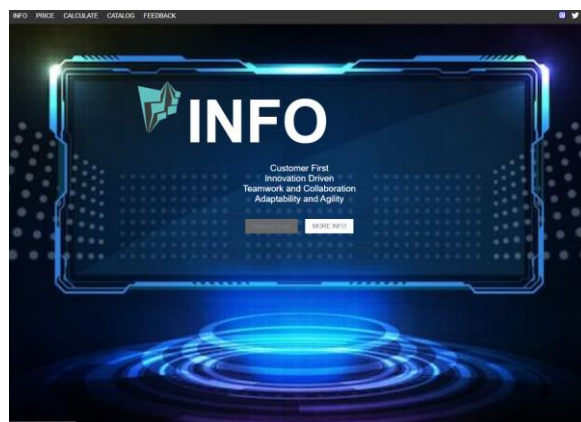 INFO PRICE CALCULATE CATALOG FEEDBACK
INFO
Customer First
Innovation Driven
Teamwork and Collaboration
Adaptability and Agility
MORE INFO